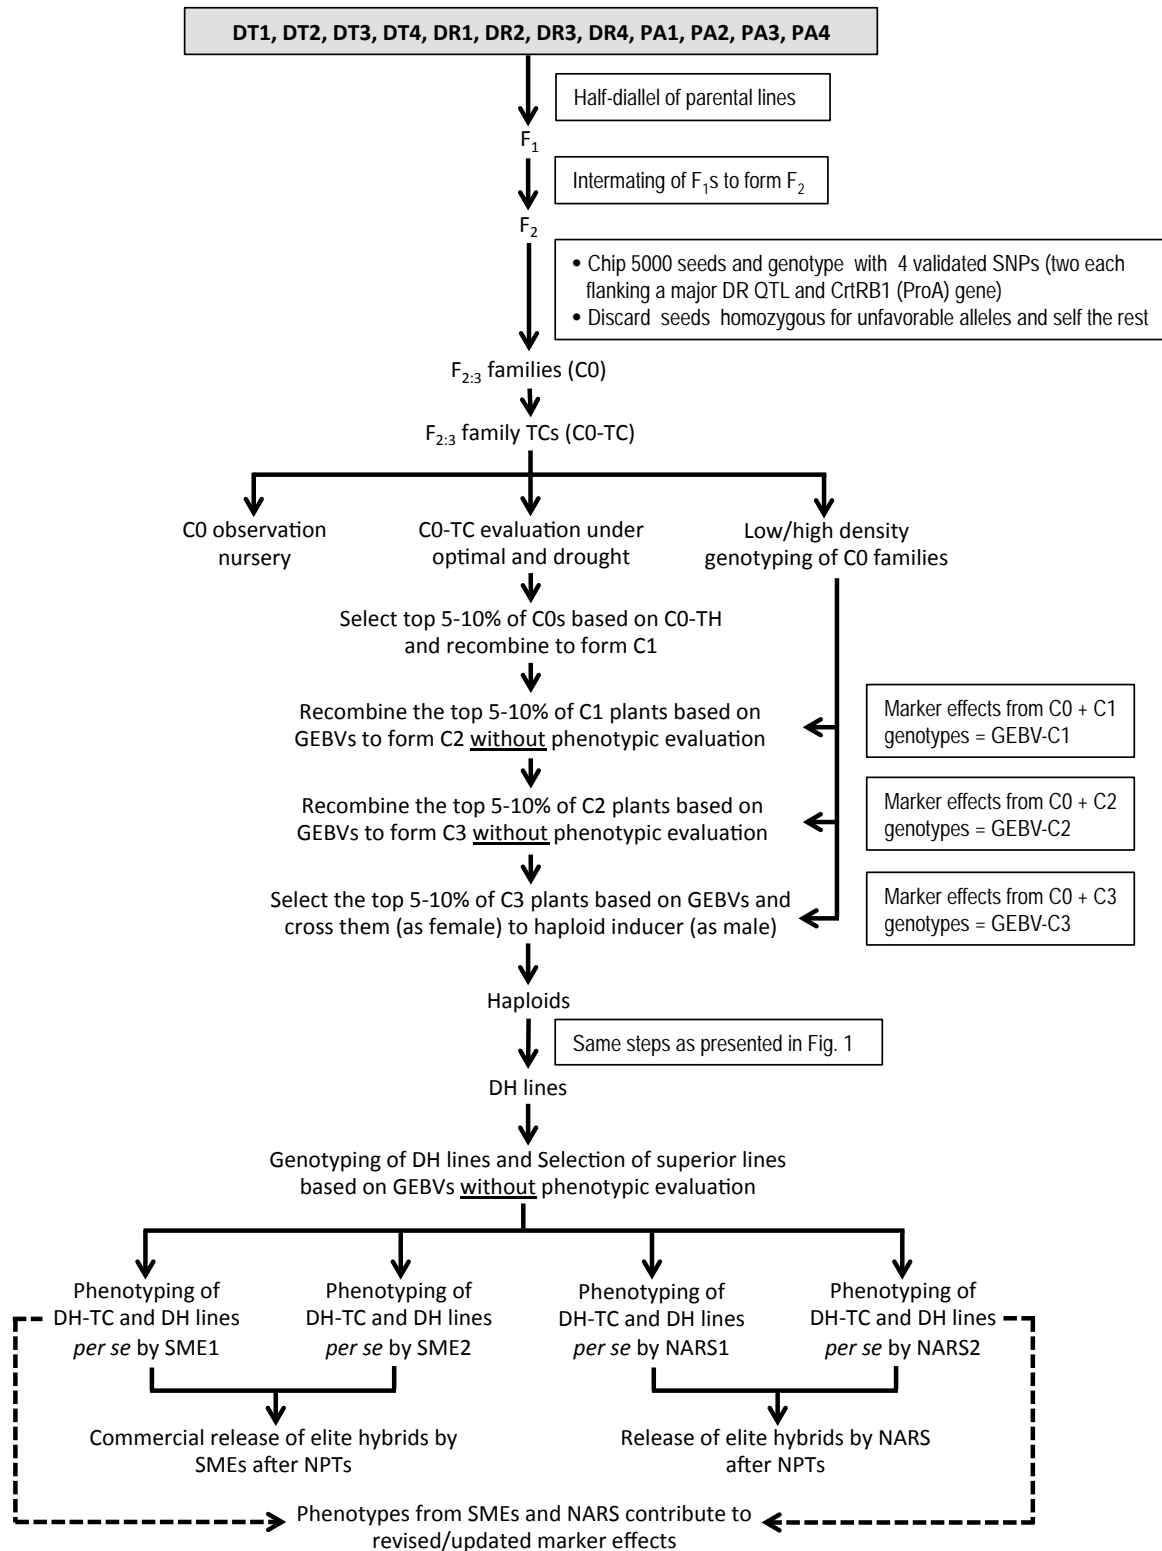 DT1, DT2, DT3, DT4, DR1, DR2, DR3, DR4, PA1, PA2, PA3, PA4
Half-diallel of parental lines
F1
Intermating of F1s to form F2
F2
• Chip 5000 seeds and genotype with 4 validated SNPs (two each
flanking a major DR QTL and CrtRB1 (ProA) gene)
• Discard seeds homozygous for unfavorable alleles and self the rest
F2:3 families (C0)
F2:3 family TCs (C0-TC)
C0 observation
nursery
C0-TC evaluation under
optimal and drought
Low/high density
genotyping of C0 families
Select top 5-10% of C0s based on C0-TH
and recombine to form C1
Recombine the top 5-10% of C1 plants based on
GEBVs to form C2 without phenotypic evaluation
Marker effects from C0 + C1
genotypes = GEBV-C1
Recombine the top 5-10% of C2 plants based on
GEBVs to form C3 without phenotypic evaluation
Marker effects from C0 + C2
genotypes = GEBV-C2
Select the top 5-10% of C3 plants based on GEBVs and
cross them (as female) to haploid inducer (as male)
Marker effects from C0 + C3
genotypes = GEBV-C3
Haploids
Same steps as presented in Fig. 1
DH lines
Genotyping of DH lines and Selection of superior lines
based on GEBVs without phenotypic evaluation
Phenotyping of
DH-TC and DH lines
per se by SME1
Phenotyping of
DH-TC and DH lines
per se by SME2
Phenotyping of
DH-TC and DH lines
per se by NARS1
Phenotyping of
DH-TC and DH lines
per se by NARS2
Commercial release of elite hybrids by
SMEs after NPTs
Release of elite hybrids by NARS
after NPTs
Phenotypes from SMEs and NARS contribute to
revised/updated marker effects